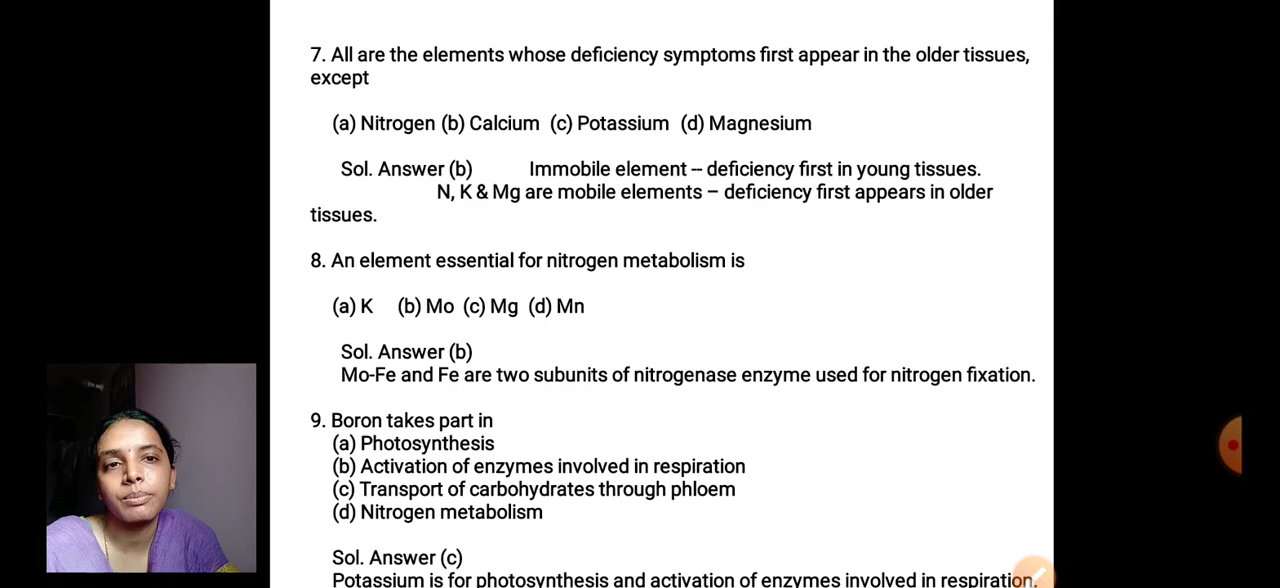 7. All are the elements whose deficiency symptoms first appear in the older tissues,
except
(a) Nitrogen (b) Calcium (c) Potassium (d) Magnesium
Sol. Answer (b) Immobile element -- deficiency first in young tissues.
N, K & Mg are mobile elements – deficiency first appears in older
tissues.
8. An element essential for nitrogen metabolism is
(a) K (b) Mo (c) Mg (d) Mn
Sol. Answer (b)
Mo-Fe and Fe are two subunits of nitrogenase enzyme used for nitrogen fixation.
9. Boron takes part in
(a) Photosynthesis
(b) Activation of enzymes involved in respiration
(c) Transport of carbohydrates through phloem
(d) Nitrogen metabolism
Sol. Answer (c)
Potassium is for photosynthesis and activation of enzymes involved in respiration.